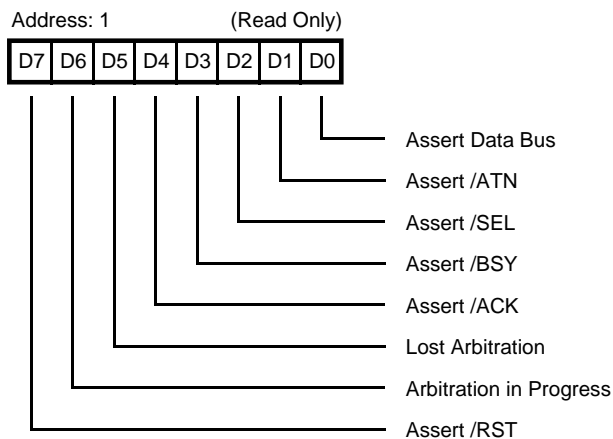 Address: 1 (Read Only)
D7 D6 D5 D4 D3 D2 D1 D0
Assert Data Bus
Assert /ATN
Assert /SEL
Assert /BSY
Assert /ACK
Lost Arbitration
Arbitration in Progress
Assert /RST